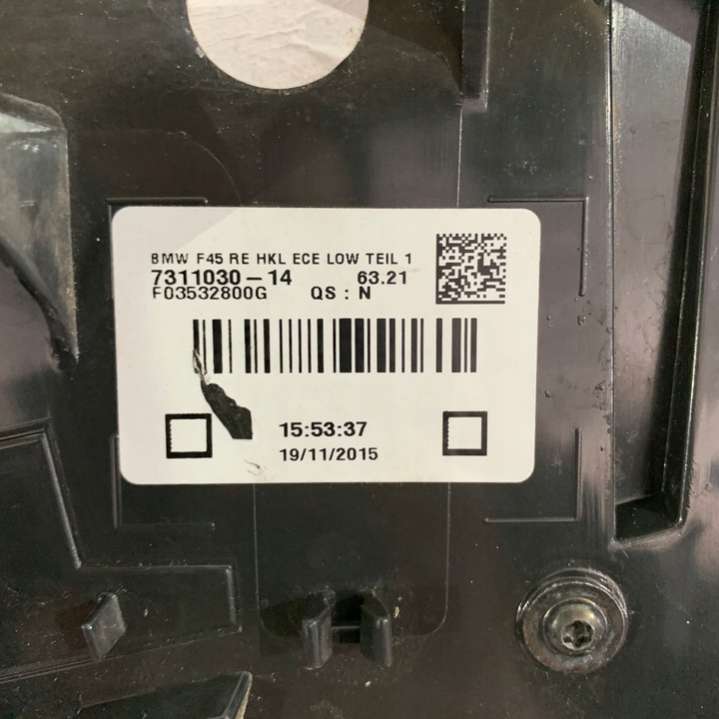 BMW F45 RE HKL ECE LOW TEIL 1
7311030-14 63.21
F03532800G QS : N
15:53:37
19/11/2015